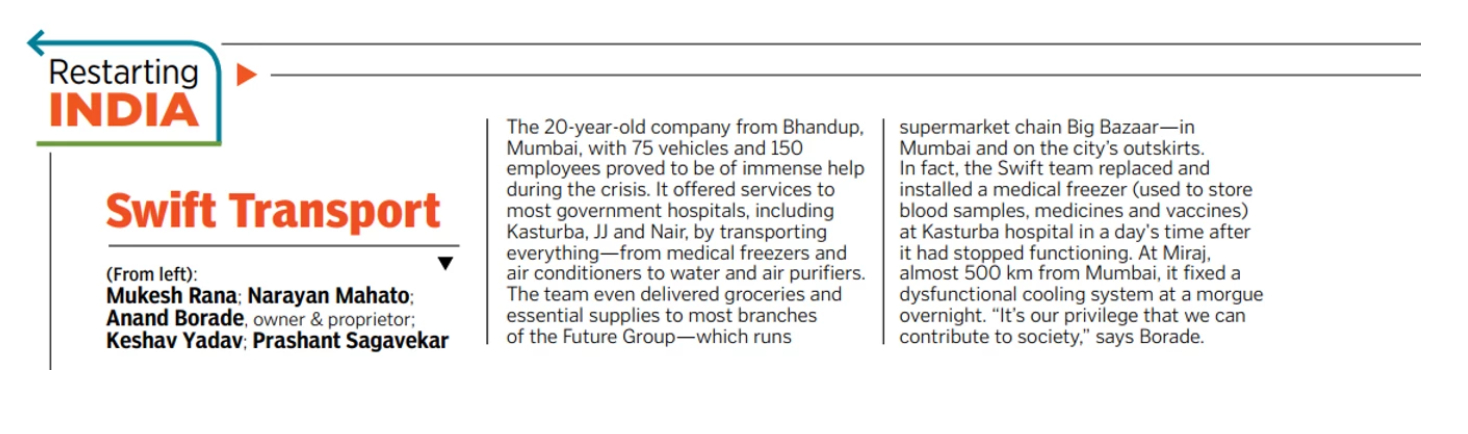 Restarting
INDIA
Swift Transport
(From left):
Mukesh Rana; Narayan Mahato;
Anand Borade, owner & proprietor;
Keshav Yadav; Prashant Sagavekar
The 20-year-old company from Bhandup,
Mumbai, with 75 vehicles and 150
employees proved to be of immense help
during the crisis. It offered services to
most government hospitals, including
Kasturba, JJ and Nair, by transporting
everything—from medical freezers and
air conditioners to water and air purifiers.
The team even delivered groceries and
essential supplies to most branches
of the Future Group—which runs
supermarket chain Big Bazaar—in
Mumbai and on the city's outskirts.
In fact, the Swift team replaced and
installed a medical freezer (used to store
blood samples, medicines and vaccines)
at Kasturba hospital in a day's time after
it had stopped functioning. At Miraj,
almost 500 km from Mumbai, it fixed a
dysfunctional cooling system at a morgue
overnight. “It's our privilege that we can
contribute to society,” says Borade.